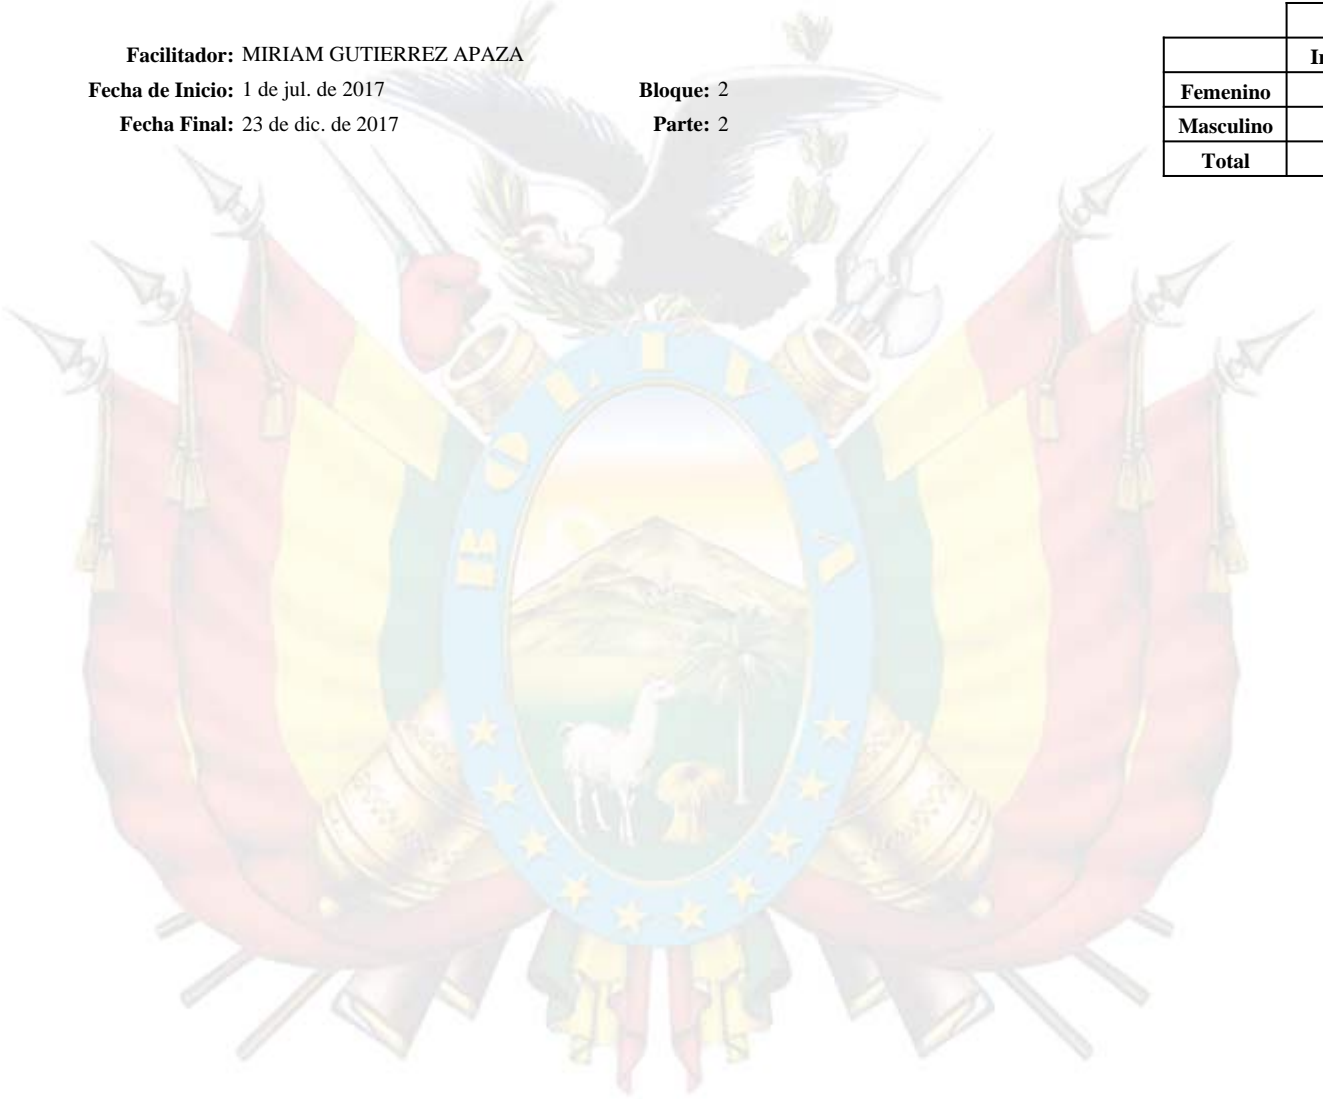 Facilitador: MIRIAM GUTIERREZ APAZA
Fecha de Inicio: 1 de jul. de 2017 Bloque: 2
Fecha Final: 23 de dic. de 2017 Parte: 2
Femenino
Masculino
Total
BOLIVIA